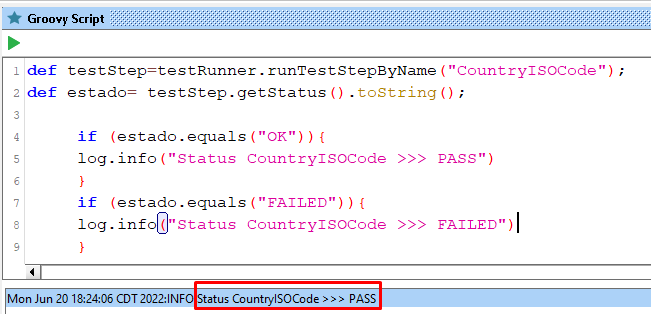 Groovy Script
1 def testStep=testRunner.runTestStepByName("CountryISOCode");
2 def estado= testStep.getStatus().toString();
3
4 if (estado.equals("OK")){
5 log.info("Status CountryISOCode >>> PASS")
6 }
7 if (estado.equals("FAILED")){
8 log.info("Status CountryISOCode >>> FAILED")
9 }
Mon Jun 20 18:24:06 CDT 2022:INFO Status CountryISOCode >>> PASS